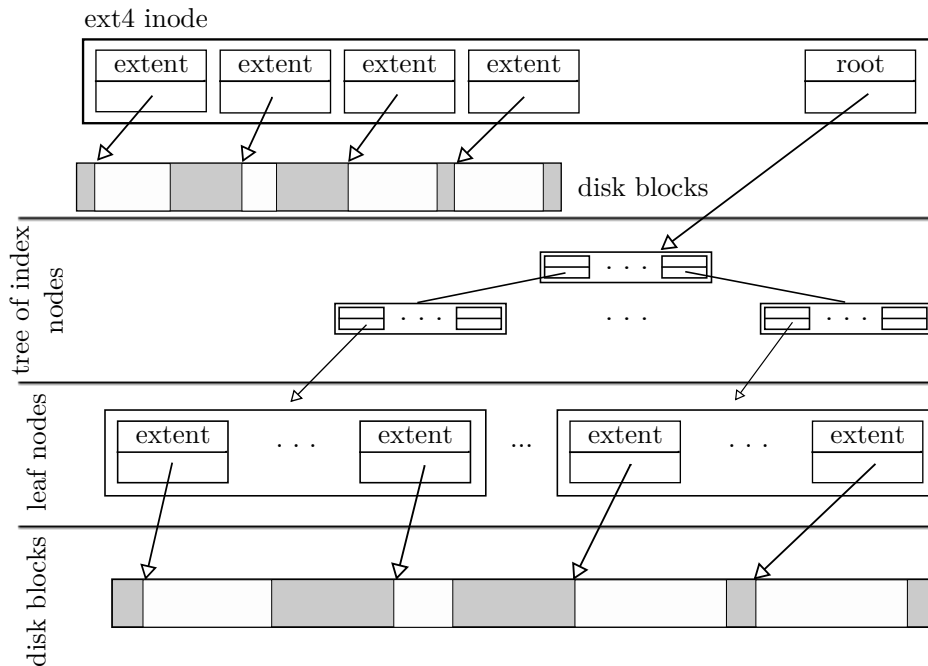 ext4 inode
extent extent extent extent root
disk blocks
tree of index
nodes
. . .
. . . . . . . . .
leaf nodes
extent . . . extent ... extent . . . extent
disk blocks